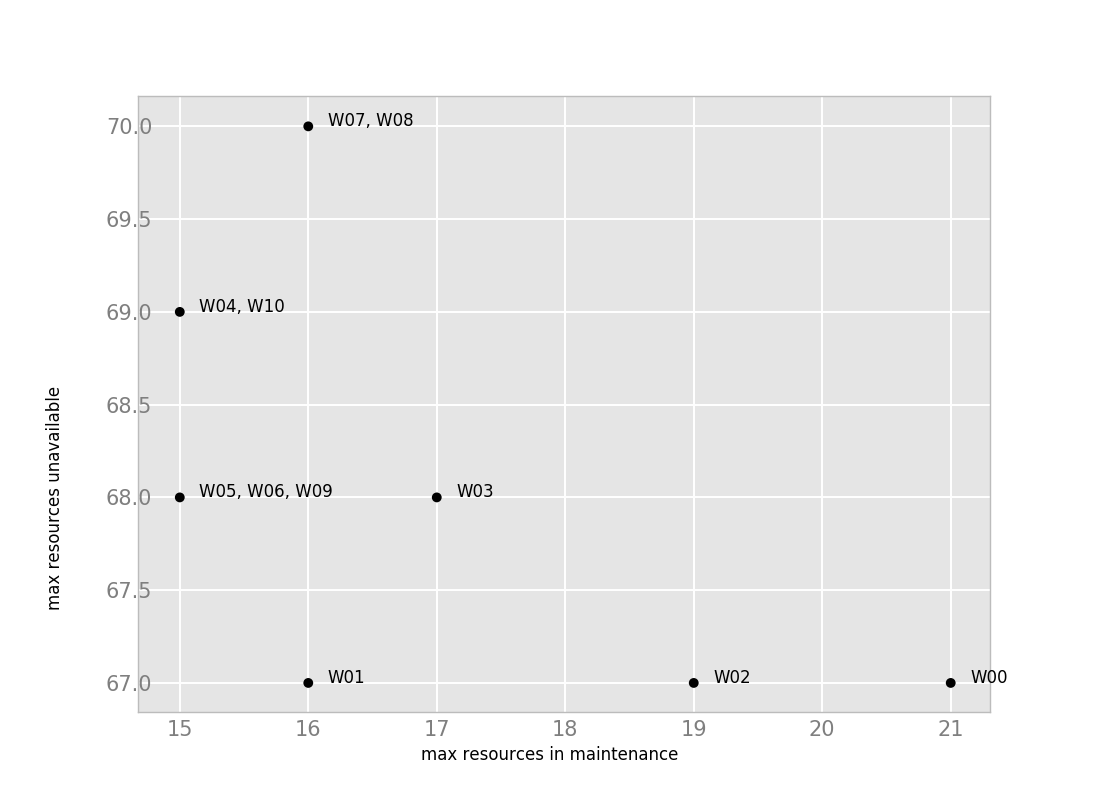 70.0
W07, W08
69.5
69.0
W04, W10
68.5
68.0
W05, W06, W09
W03
67.5
67.0
W01
W02
W00
15 16 17 18 19 20 21
max resources in maintenance
max resources unavailable